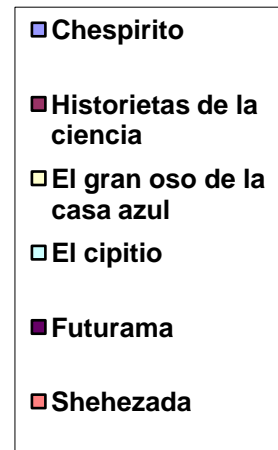 Chespirito
Historietas de la
ciencia
El gran oso de la
casa azul
El cipitio
Futurama
Shehezada